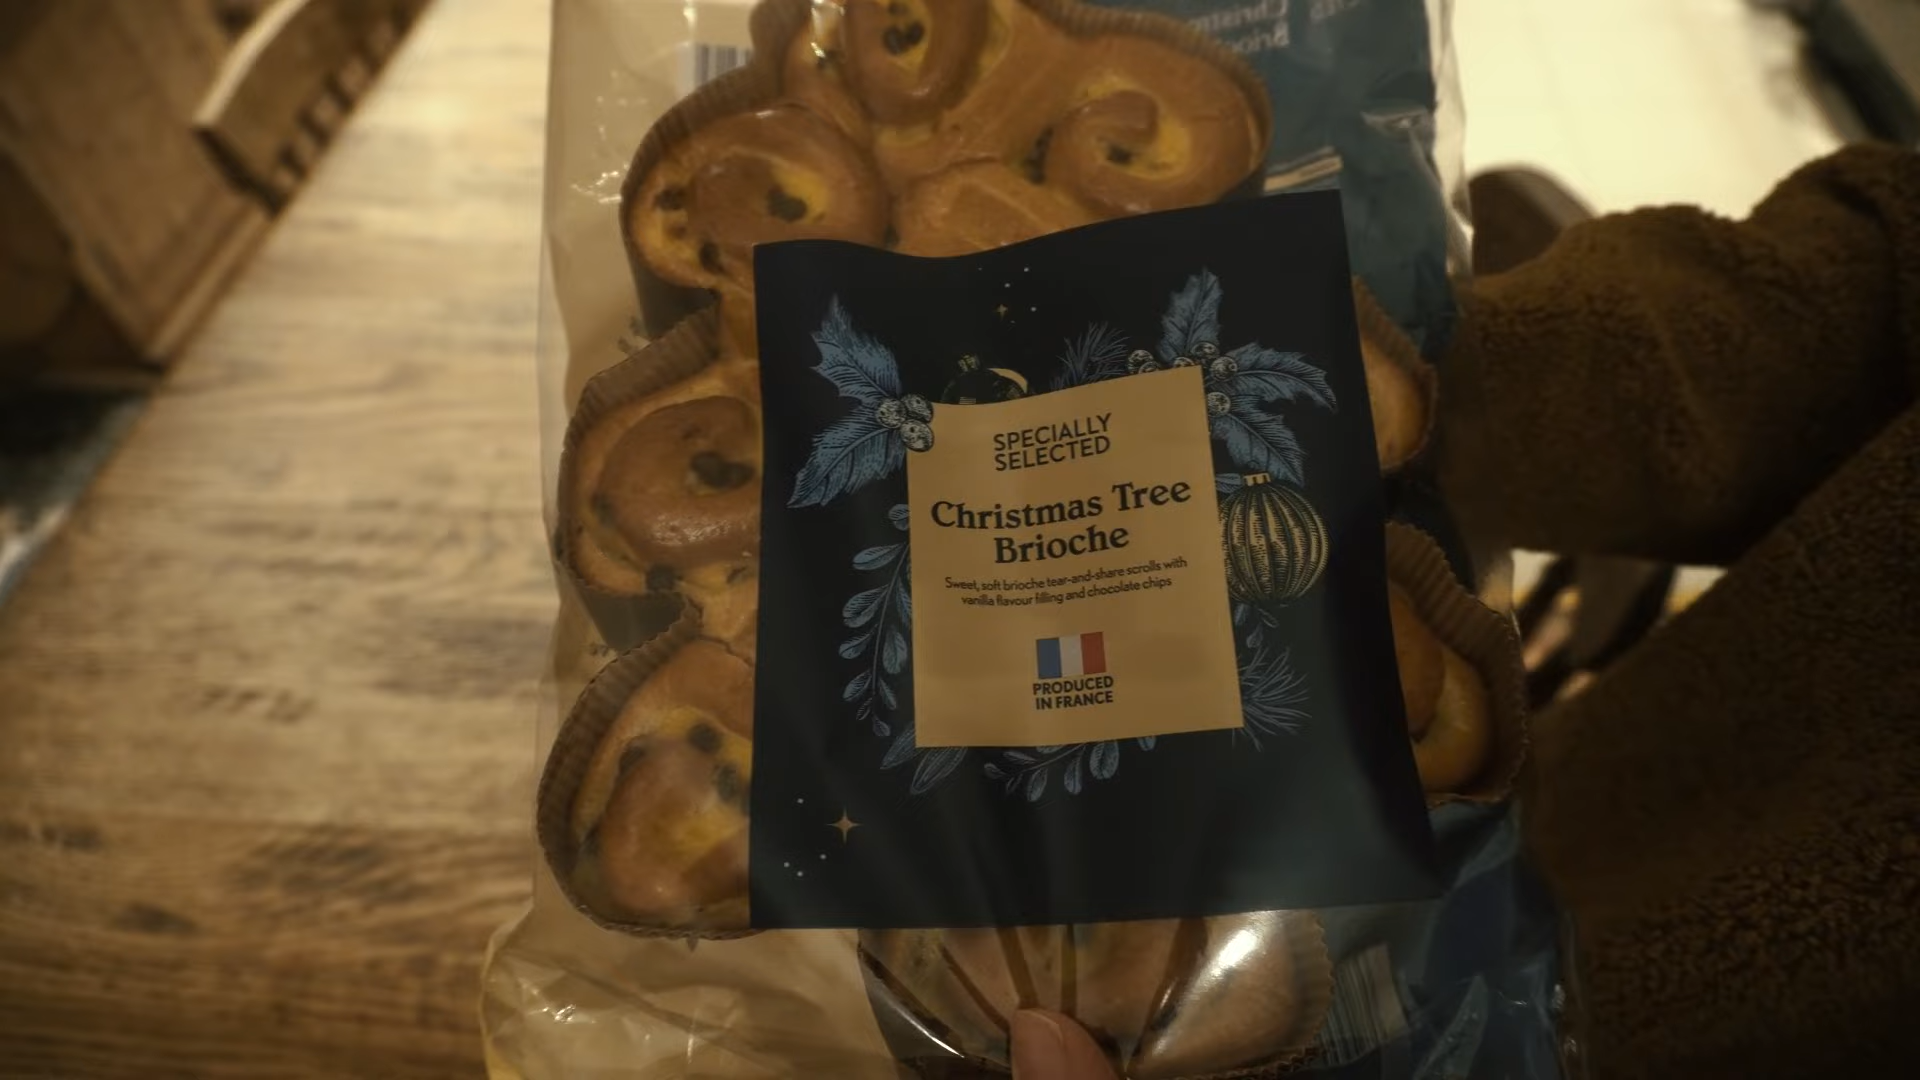 SPECIALLY
SELECTED
Christmas Tree
Brioche
Sweet, soft brioche tear-and-share scrolls with
vanilla flavour filling and chocolate chips
PRODUCED
IN FRANCE